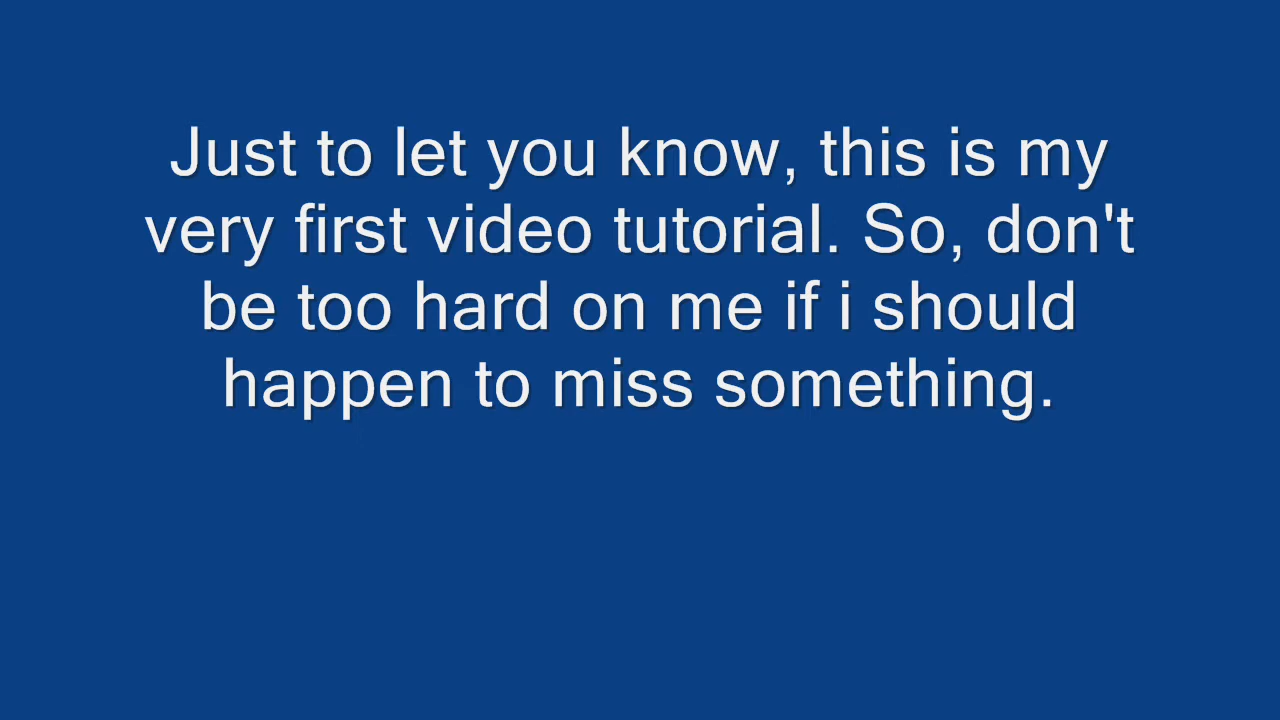 Just to let you know, this is my
very first video tutorial. So, don't
be too hard on me if i should
happen to miss something.